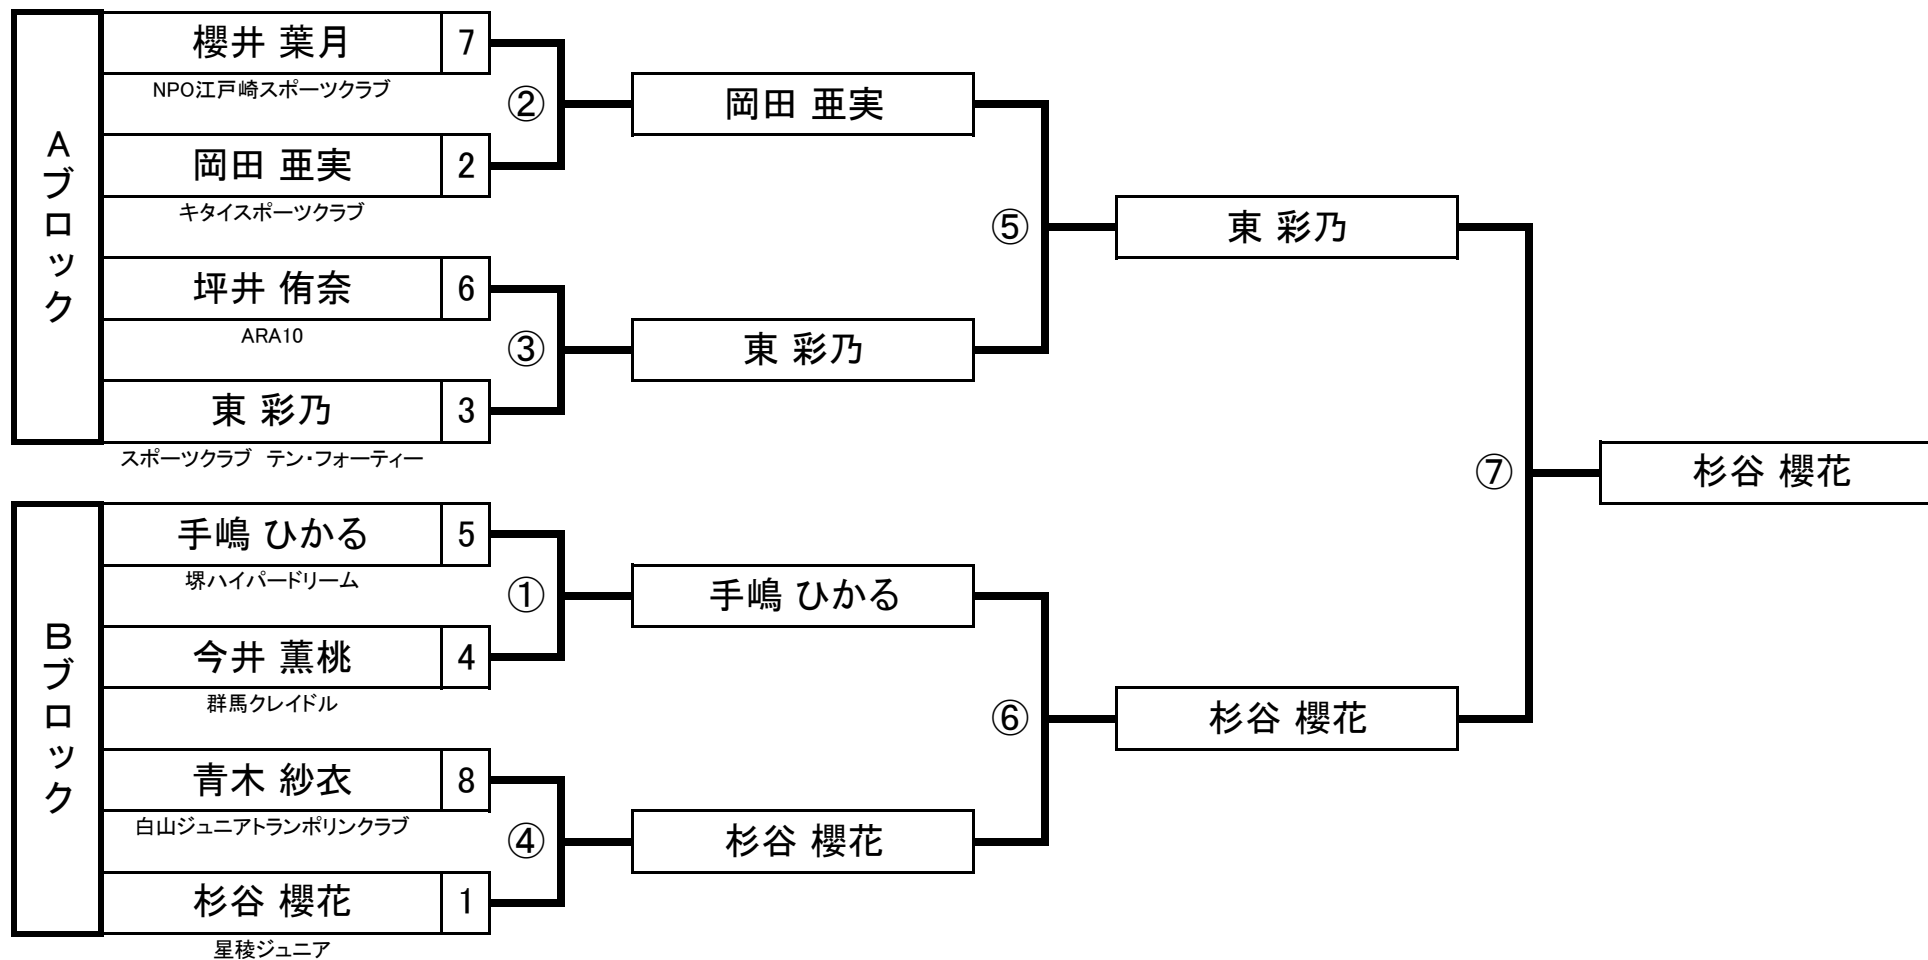 Aブロック
櫻井 葉月 7
NPO江戸崎スポーツクラブ
②
岡田 亜実 2
キタイスポーツクラブ
坪井 侑奈 6
ARA10
③
東 彩乃 3
スポーツクラブ テン・フォーティー
Bブロック
手嶋 ひかる 5
堺ハイパードリーム
①
今井 薫桃 4
群馬クレイドル
青木 紗衣 8
白山ジュニアトランポリンクラブ
④
杉谷 櫻花 1
星稜ジュニア
岡田 亜実
⑤
東 彩乃
手嶋 ひかる
⑥
杉谷 櫻花
東 彩乃
⑦
杉谷 櫻花
杉谷 櫻花